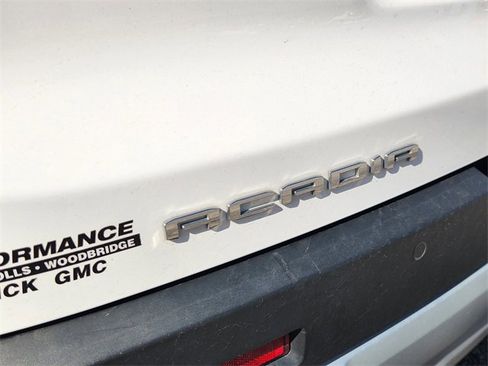 ACADIA
ORMANCE
OLLS • WOODBRIDGE
ICK GMC